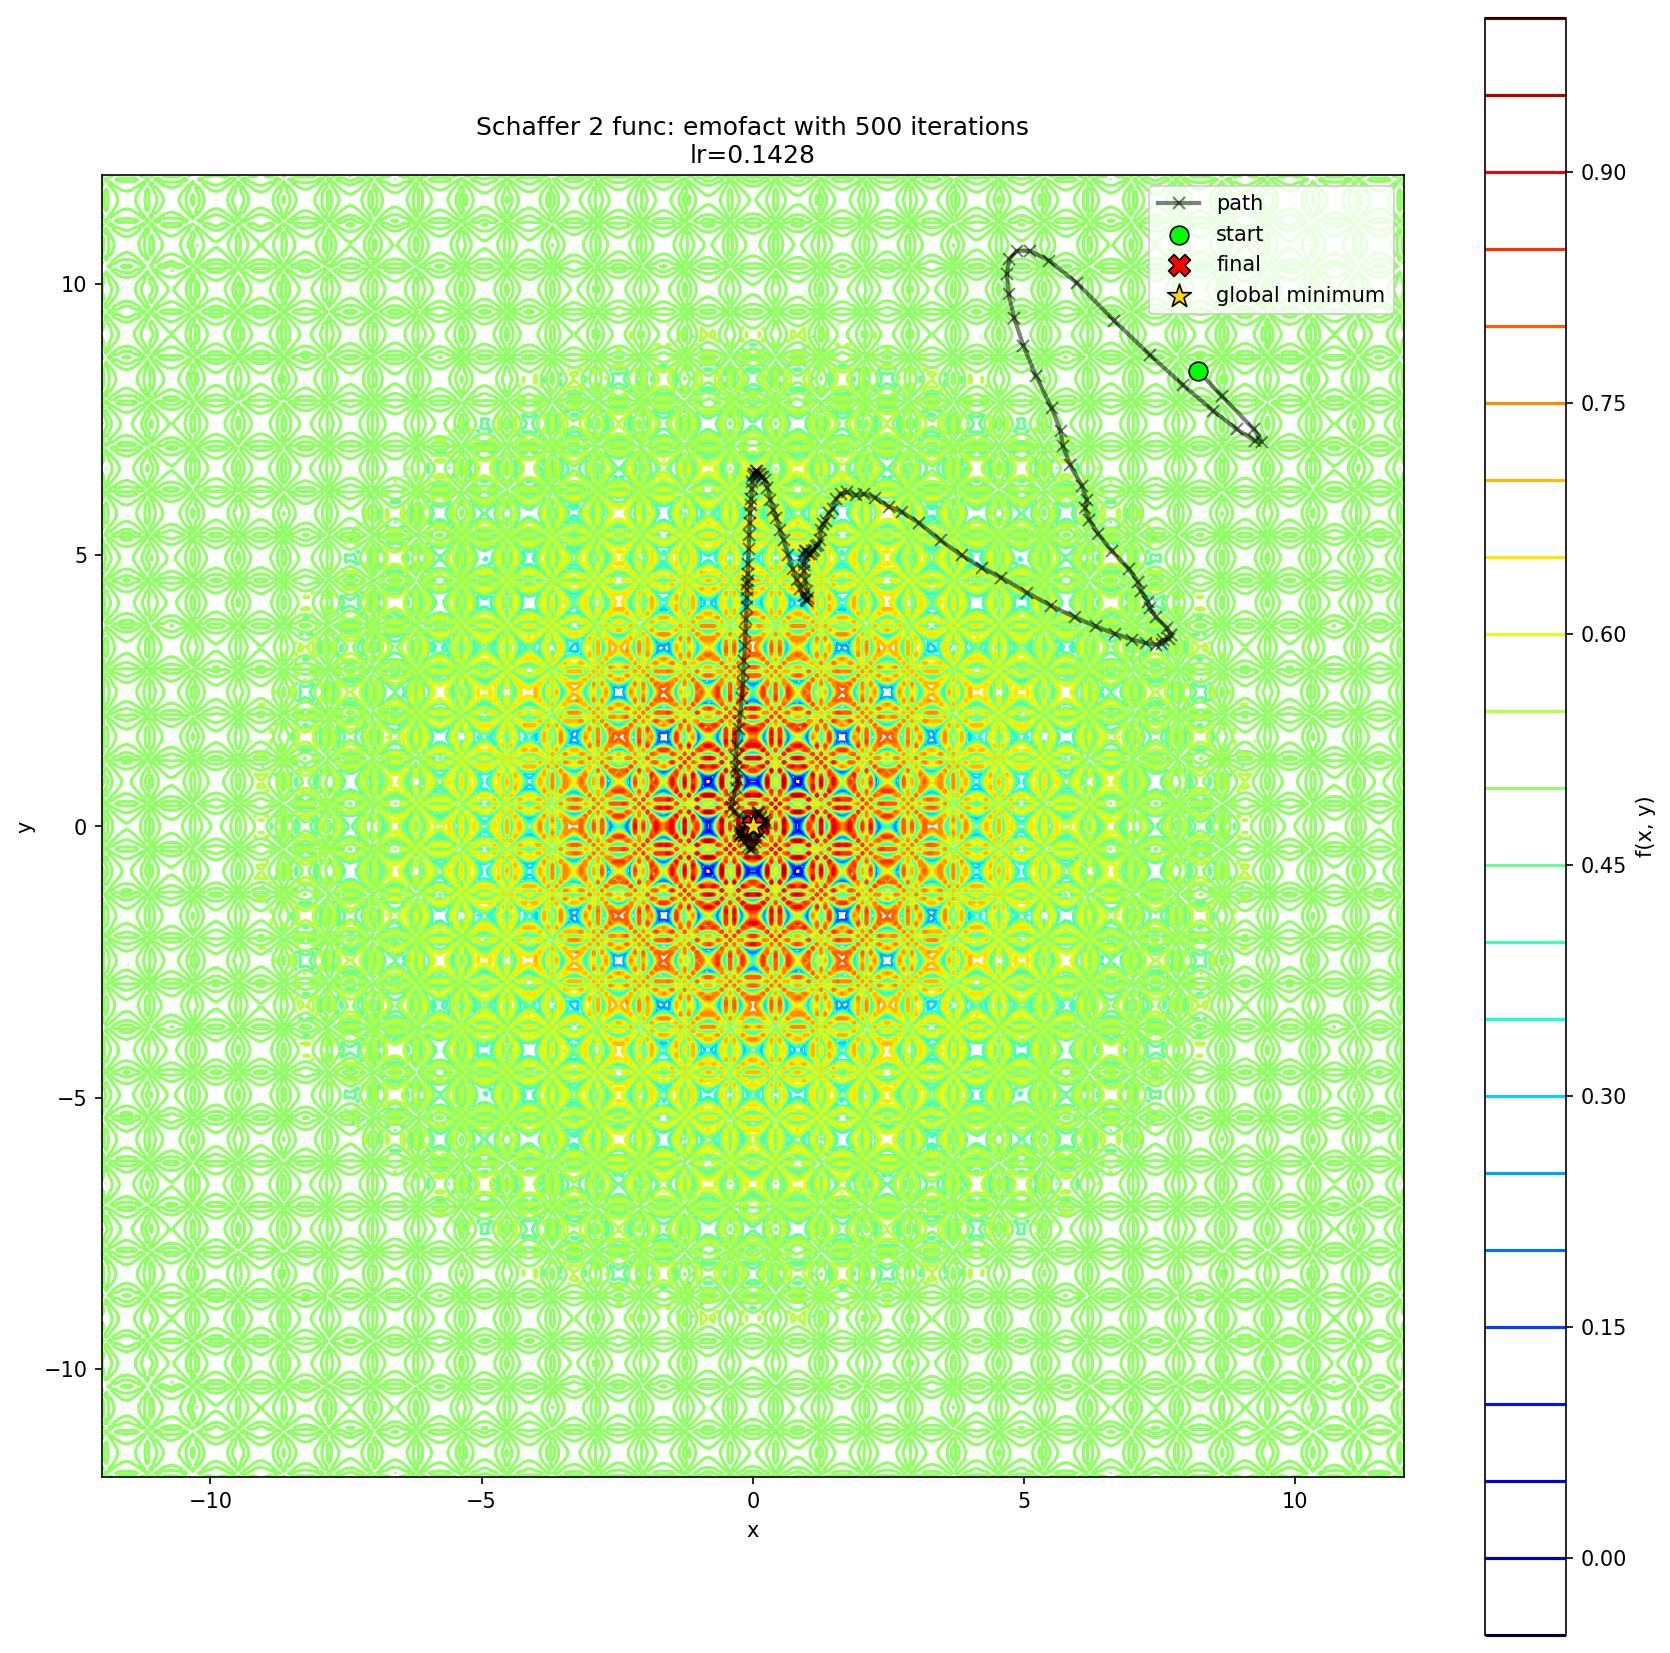 Schaffer 2 func: emofact with 500 iterations
lr=0.1428
path
start
final
global minimum
10
5
0
−5
−10
y
−10
−5
0
5
10
x
0.90
0.75
0.60
0.45
0.30
0.15
0.00
f(x, y)